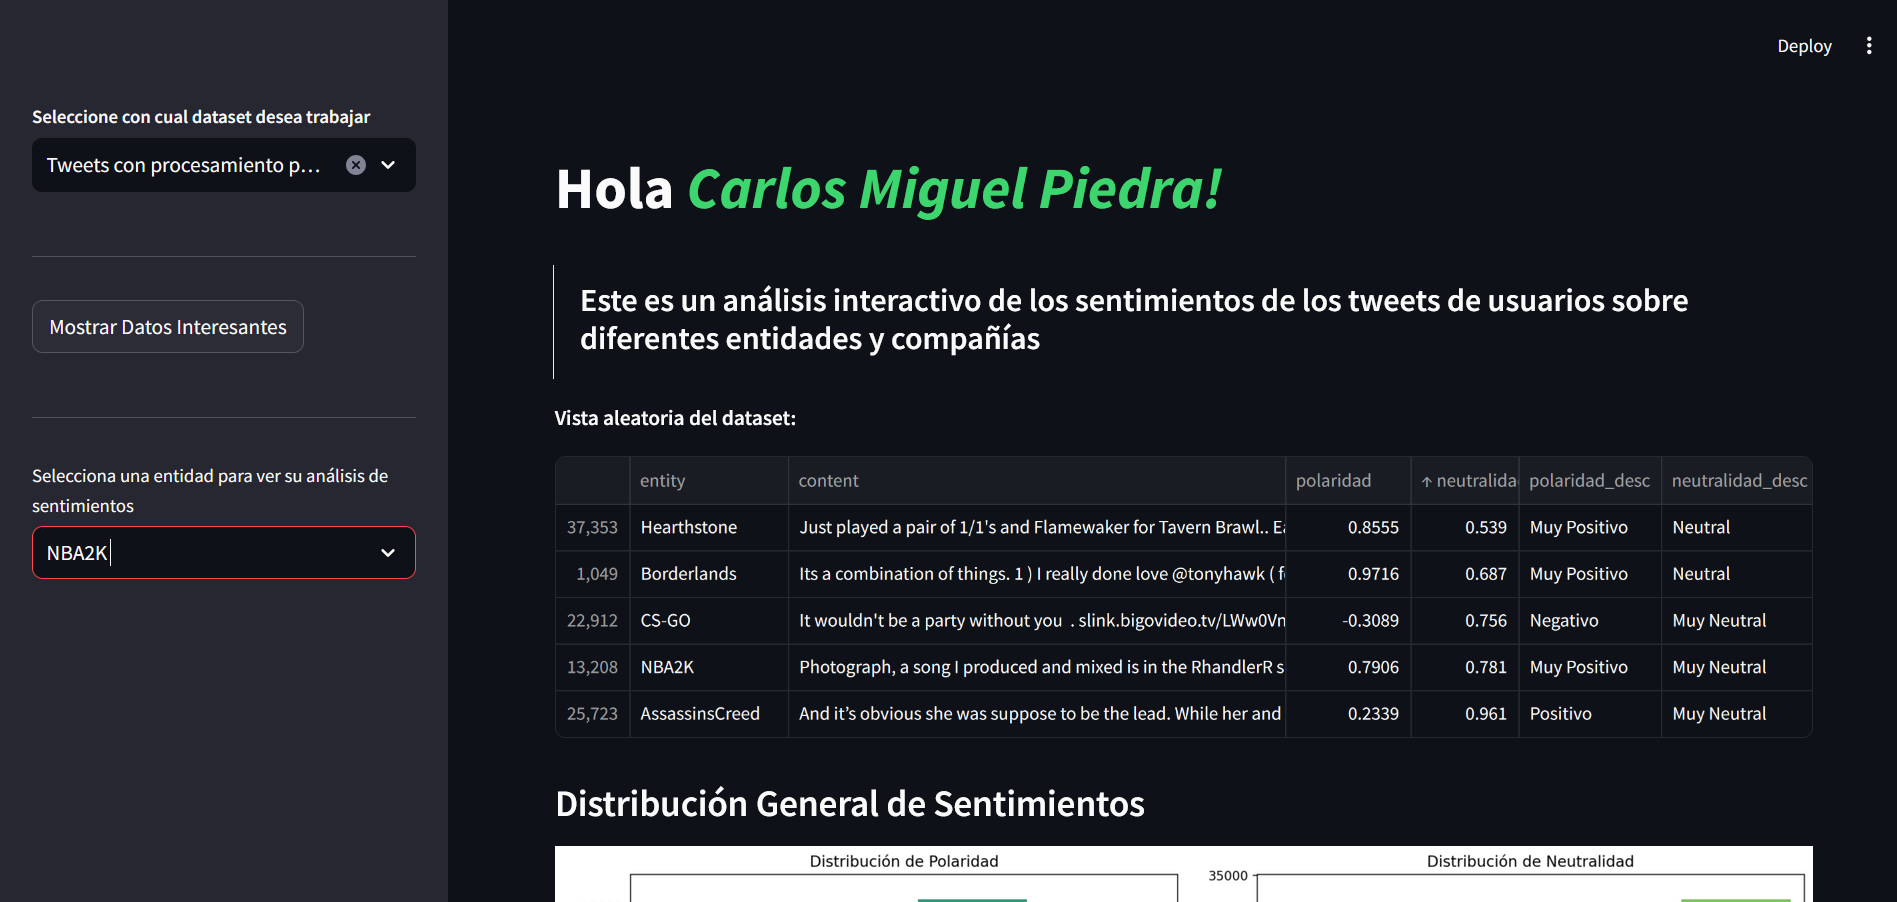 Deploy
Seleccione con cual dataset desea trabajar
Tweets con procesamiento p...
Mostrar Datos Interesantes
Selecciona una entidad para ver su análisis de
sentimientos
NBA2K
Hola Carlos Miguel Piedra!
Este es un análisis interactivo de los sentimientos de los tweets de usuarios sobre
diferentes entidades y compañías
Vista aleatoria del dataset:
entity content polaridad ↑ neutralidad polaridad_desc neutralidad_desc
37,353 Hearthstone Just played a pair of 1/1's and Flamewaker for Tavern Brawl.. Ea 0.8555 0.539 Muy Positivo Neutral
1,049 Borderlands Its a combination of things. 1 ) I really done love @tonyhawk ( f 0.9716 0.687 Muy Positivo Neutral
22,912 CS-GO It wouldn't be a party without you . slink.bigovideo.tv/LWw0Vn -0.3089 0.756 Negativo Muy Neutral
13,208 NBA2K Photograph, a song I produced and mixed is in the RhandlerR s 0.7906 0.781 Muy Positivo Muy Neutral
25,723 AssassinsCreed And it’s obvious she was suppose to be the lead. While her and 0.2339 0.961 Positivo Muy Neutral
Distribución General de Sentimientos
Distribución de Polaridad
Distribución de Neutralidad
35000